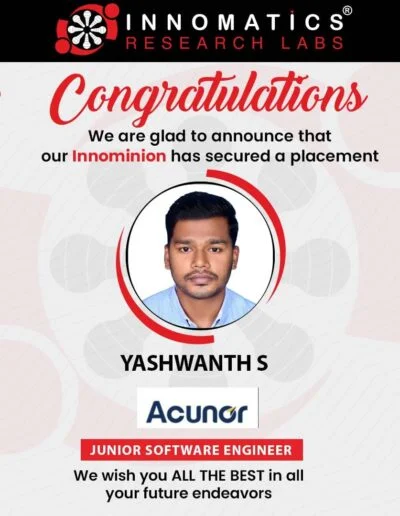 INNOMATICS®
RESEARCH LABS
Congratulations
We are glad to announce that
our Innominion has secured a placement
YASHWANTH S
Acunor
JUNIOR SOFTWARE ENGINEER
We wish you ALL THE BEST in all
your future endeavors